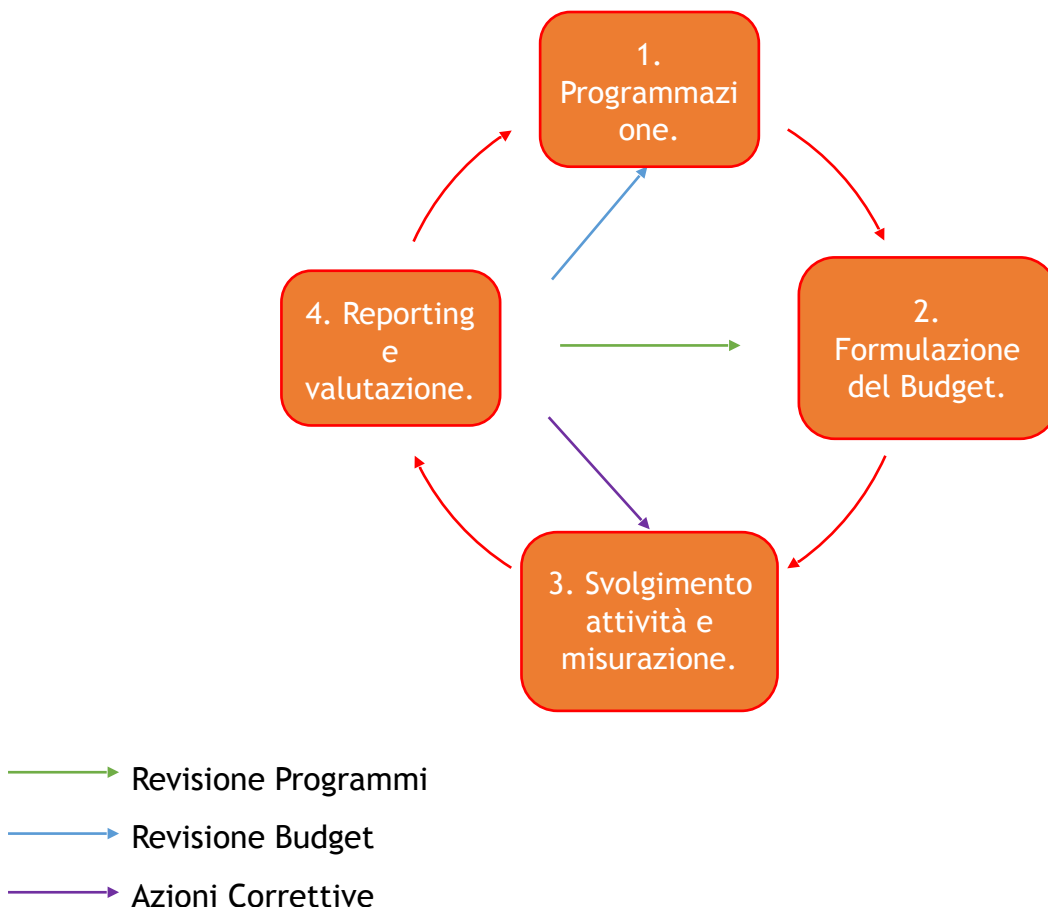 1.
Programmazi
one.
4. Reporting
e
valutazione.
2.
Formulazione
del Budget.
3. Svolgimento
attività e
misurazione.
Revisione Programmi
Revisione Budget
Azioni Correttive